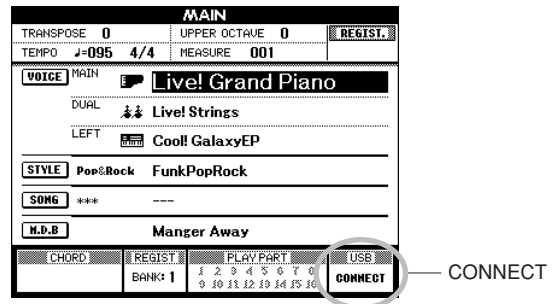 MAIN
TRANSPOSE 0 UPPER OCTAVE 0 REGIST.
TEMPO ♩=095 4/4 MEASURE 001
VOICE MAIN Live! Grand Piano
DUAL Live! Strings
LEFT Cool! GalaxyEP
STYLE Pop&Rock FunkPopRock
SONG *** ---
M.D.B Manger Away
CHORD REGIST PLAY PART USB
BANK: 1 1 2 3 4 5 6 7 8 CONNECT CONNECT
9 10 11 12 13 14 15 16